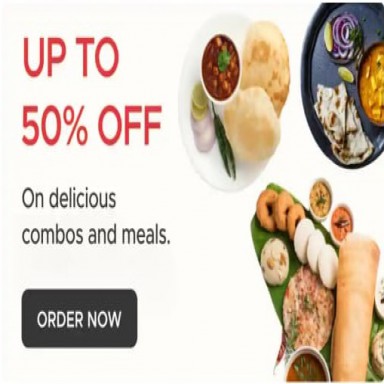 UP TO
50% OFF
On delicious
combos and meals.
ORDER NOW